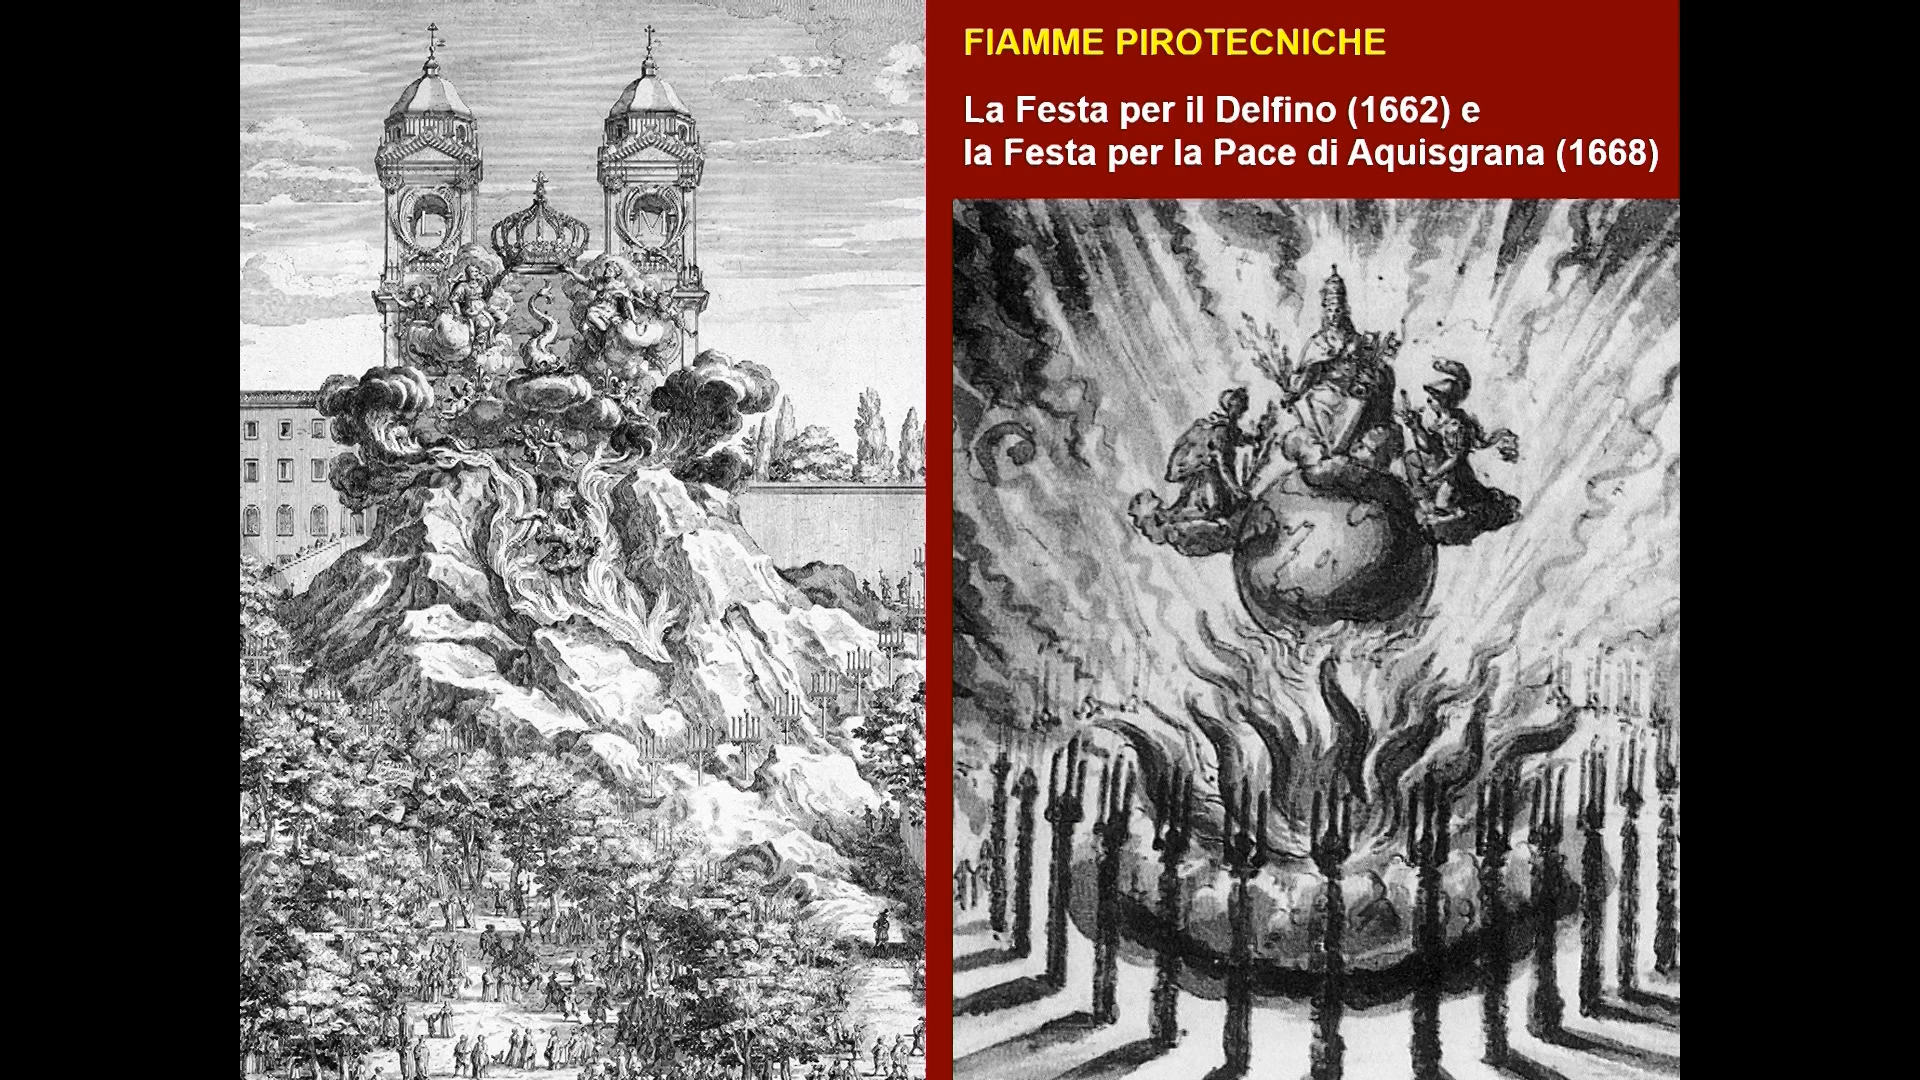 FIAMME PIROTECNICHE
La Festa per il Delfino (1662) e
la Festa per la Pace di Aquisgrana (1668)
L
M